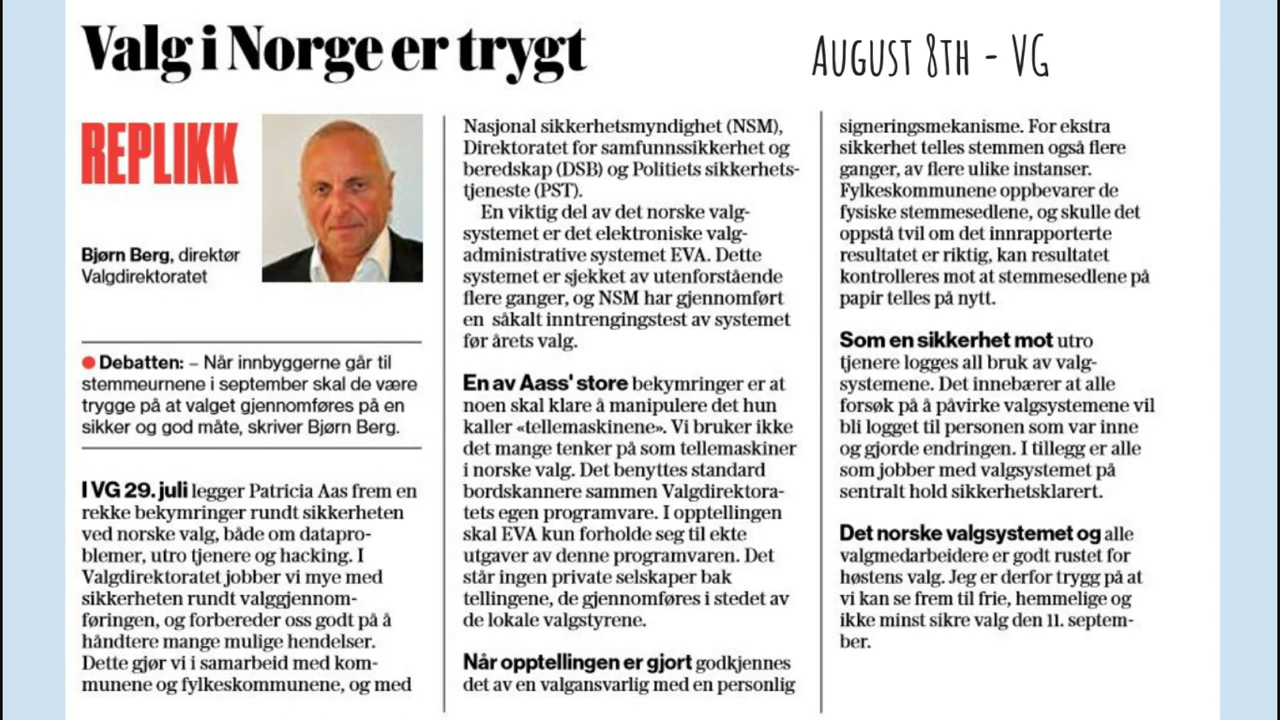 Valg i Norge er trygt
AUGUST 8TH - VG
REPLIKK
Bjørn Berg, direktør
Valgdirektoratet
Debatten: – Når innbyggerne går til
stemmeurnene i september skal de være
trygge på at valget gjennomføres på en
sikker og god måte, skriver Bjørn Berg.
I VG 29. juli legger Patricia Aas frem en
rekke bekymringer rundt sikkerheten
ved norske valg, både om datapro-
blemer, utro tjenere og hacking. I
Valgdirektoratet jobber vi mye med
sikkerheten rundt valggjennom-
føringen, og forbereder oss godt på å
håndtere mange mulige hendelser.
Dette gjør vi i samarbeid med kom-
munene og fylkeskommunene, og med
Nasjonal sikkerhetsmyndighet (NSM),
Direktoratet for samfunnssikkerhet og
beredskap (DSB) og Politiets sikkerhets-
tjeneste (PST).
En viktig del av det norske valg-
systemet er det elektroniske valg-
administrative systemet EVA. Dette
systemet er sjekket av utenforstående
flere ganger, og NSM har gjennomført
en såkalt inntrengingstest av systemet
før årets valg.
En av Aass' store bekymringer er at
noen skal klare å manipulere det hun
kaller «tellemaskinene». Vi bruker ikke
det mange tenker på som tellemaskiner
i norske valg. Det benyttes standard
bordskannere sammen Valgdirektora-
tets egen programvare. I opptellingen
skal EVA kun forholde seg til ekte
utgaver av denne programvaren. Det
står ingen private selskaper bak
tellingene, de gjennomføres i stedet av
de lokale valgstyrene.
Når opptellingen er gjort godkjennes
det av en valgansvarlig med en personlig
signeringsmekanisme. For ekstra
sikkerhet telles stemmen også flere
ganger, av flere ulike instanser.
Fylkeskommunene oppbevarer de
fysiske stemmesedlene, og skulle det
oppstå tvil om det innrapporterte
resultatet er riktig, kan resultatet
kontrolleres mot at stemmesedlene på
papir telles på nytt.
Som en sikkerhet mot utro
tjenere logges all bruk av valg-
systemene. Det innebærer at alle
forsøk på å påvirke valgsystemene vil
bli logget til personen som var inne
og gjorde endringen. I tillegg er alle
som jobber med valgsystemet på
sentralt hold sikkerhetsklarert.
Det norske valgsystemet og alle
valgmedarbeidere er godt rustet for
høstens valg. Jeg er derfor trygg på at
vi kan se frem til frie, hemmelige og
ikke minst sikre valg den 11. septem-
ber.